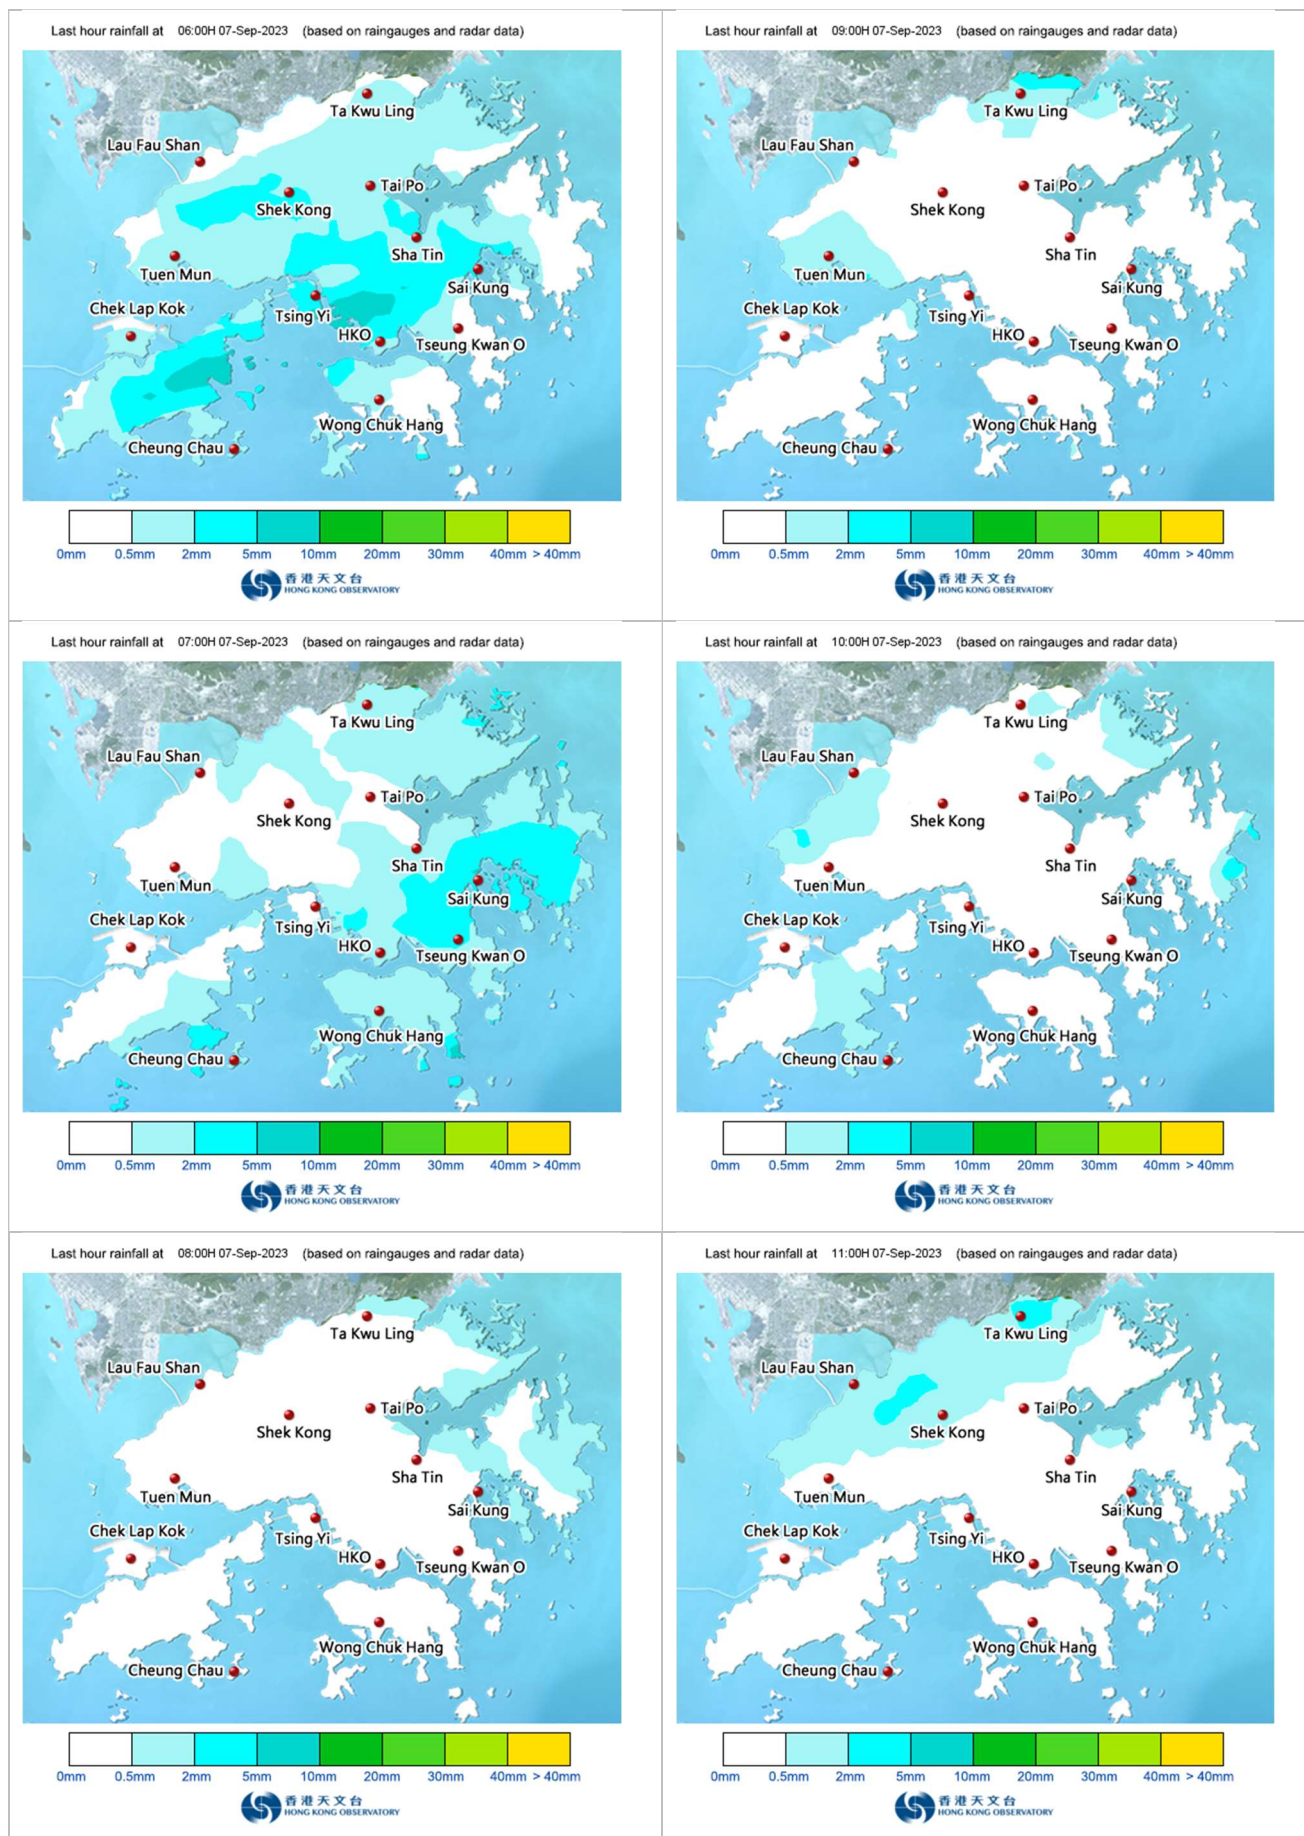 Last hour rainfall at 06:00H 07-Sep-2023 (based on raingauges and radar data)
Ta Kwu Ling
Lau Fau Shan
Tai Po
Shek Kong
Sha Tin
Tuen Mun
Sai Kung
Chek Lap Kok
Tsing Yi
HKO
Tseung Kwan O
Wong Chuk Hang
Cheung Chau
0mm 0.5mm 2mm 5mm 10mm 20mm 30mm 40mm > 40mm
香港天文台
HONG KONG OBSERVATORY
Last hour rainfall at 09:00H 07-Sep-2023 (based on raingauges and radar data)
Ta Kwu Ling
Lau Fau Shan
Tai Po
Shek Kong
Sha Tin
Tuen Mun
Sai Kung
Chek Lap Kok
Tsing Yi
HKO
Tseung Kwan O
Wong Chuk Hang
Cheung Chau
0mm 0.5mm 2mm 5mm 10mm 20mm 30mm 40mm > 40mm
香港天文台
HONG KONG OBSERVATORY
Last hour rainfall at 07:00H 07-Sep-2023 (based on raingauges and radar data)
Ta Kwu Ling
Lau Fau Shan
Tai Po
Shek Kong
Sha Tin
Tuen Mun
Sai Kung
Chek Lap Kok
Tsing Yi
HKO
Tseung Kwan O
Wong Chuk Hang
Cheung Chau
0mm 0.5mm 2mm 5mm 10mm 20mm 30mm 40mm > 40mm
香港天文台
HONG KONG OBSERVATORY
Last hour rainfall at 10:00H 07-Sep-2023 (based on raingauges and radar data)
Ta Kwu Ling
Lau Fau Shan
Tai Po
Shek Kong
Sha Tin
Tuen Mun
Sai Kung
Chek Lap Kok
Tsing Yi
HKO
Tseung Kwan O
Wong Chuk Hang
Cheung Chau
0mm 0.5mm 2mm 5mm 10mm 20mm 30mm 40mm > 40mm
香港天文台
HONG KONG OBSERVATORY
Last hour rainfall at 08:00H 07-Sep-2023 (based on raingauges and radar data)
Ta Kwu Ling
Lau Fau Shan
Tai Po
Shek Kong
Sha Tin
Tuen Mun
Sai Kung
Chek Lap Kok
Tsing Yi
HKO
Tseung Kwan O
Wong Chuk Hang
Cheung Chau
0mm 0.5mm 2mm 5mm 10mm 20mm 30mm 40mm > 40mm
香港天文台
HONG KONG OBSERVATORY
Last hour rainfall at 11:00H 07-Sep-2023 (based on raingauges and radar data)
Ta Kwu Ling
Lau Fau Shan
Tai Po
Shek Kong
Sha Tin
Tuen Mun
Sai Kung
Chek Lap Kok
Tsing Yi
HKO
Tseung Kwan O
Wong Chuk Hang
Cheung Chau
0mm 0.5mm 2mm 5mm 10mm 20mm 30mm 40mm > 40mm
香港天文台
HONG KONG OBSERVATORY